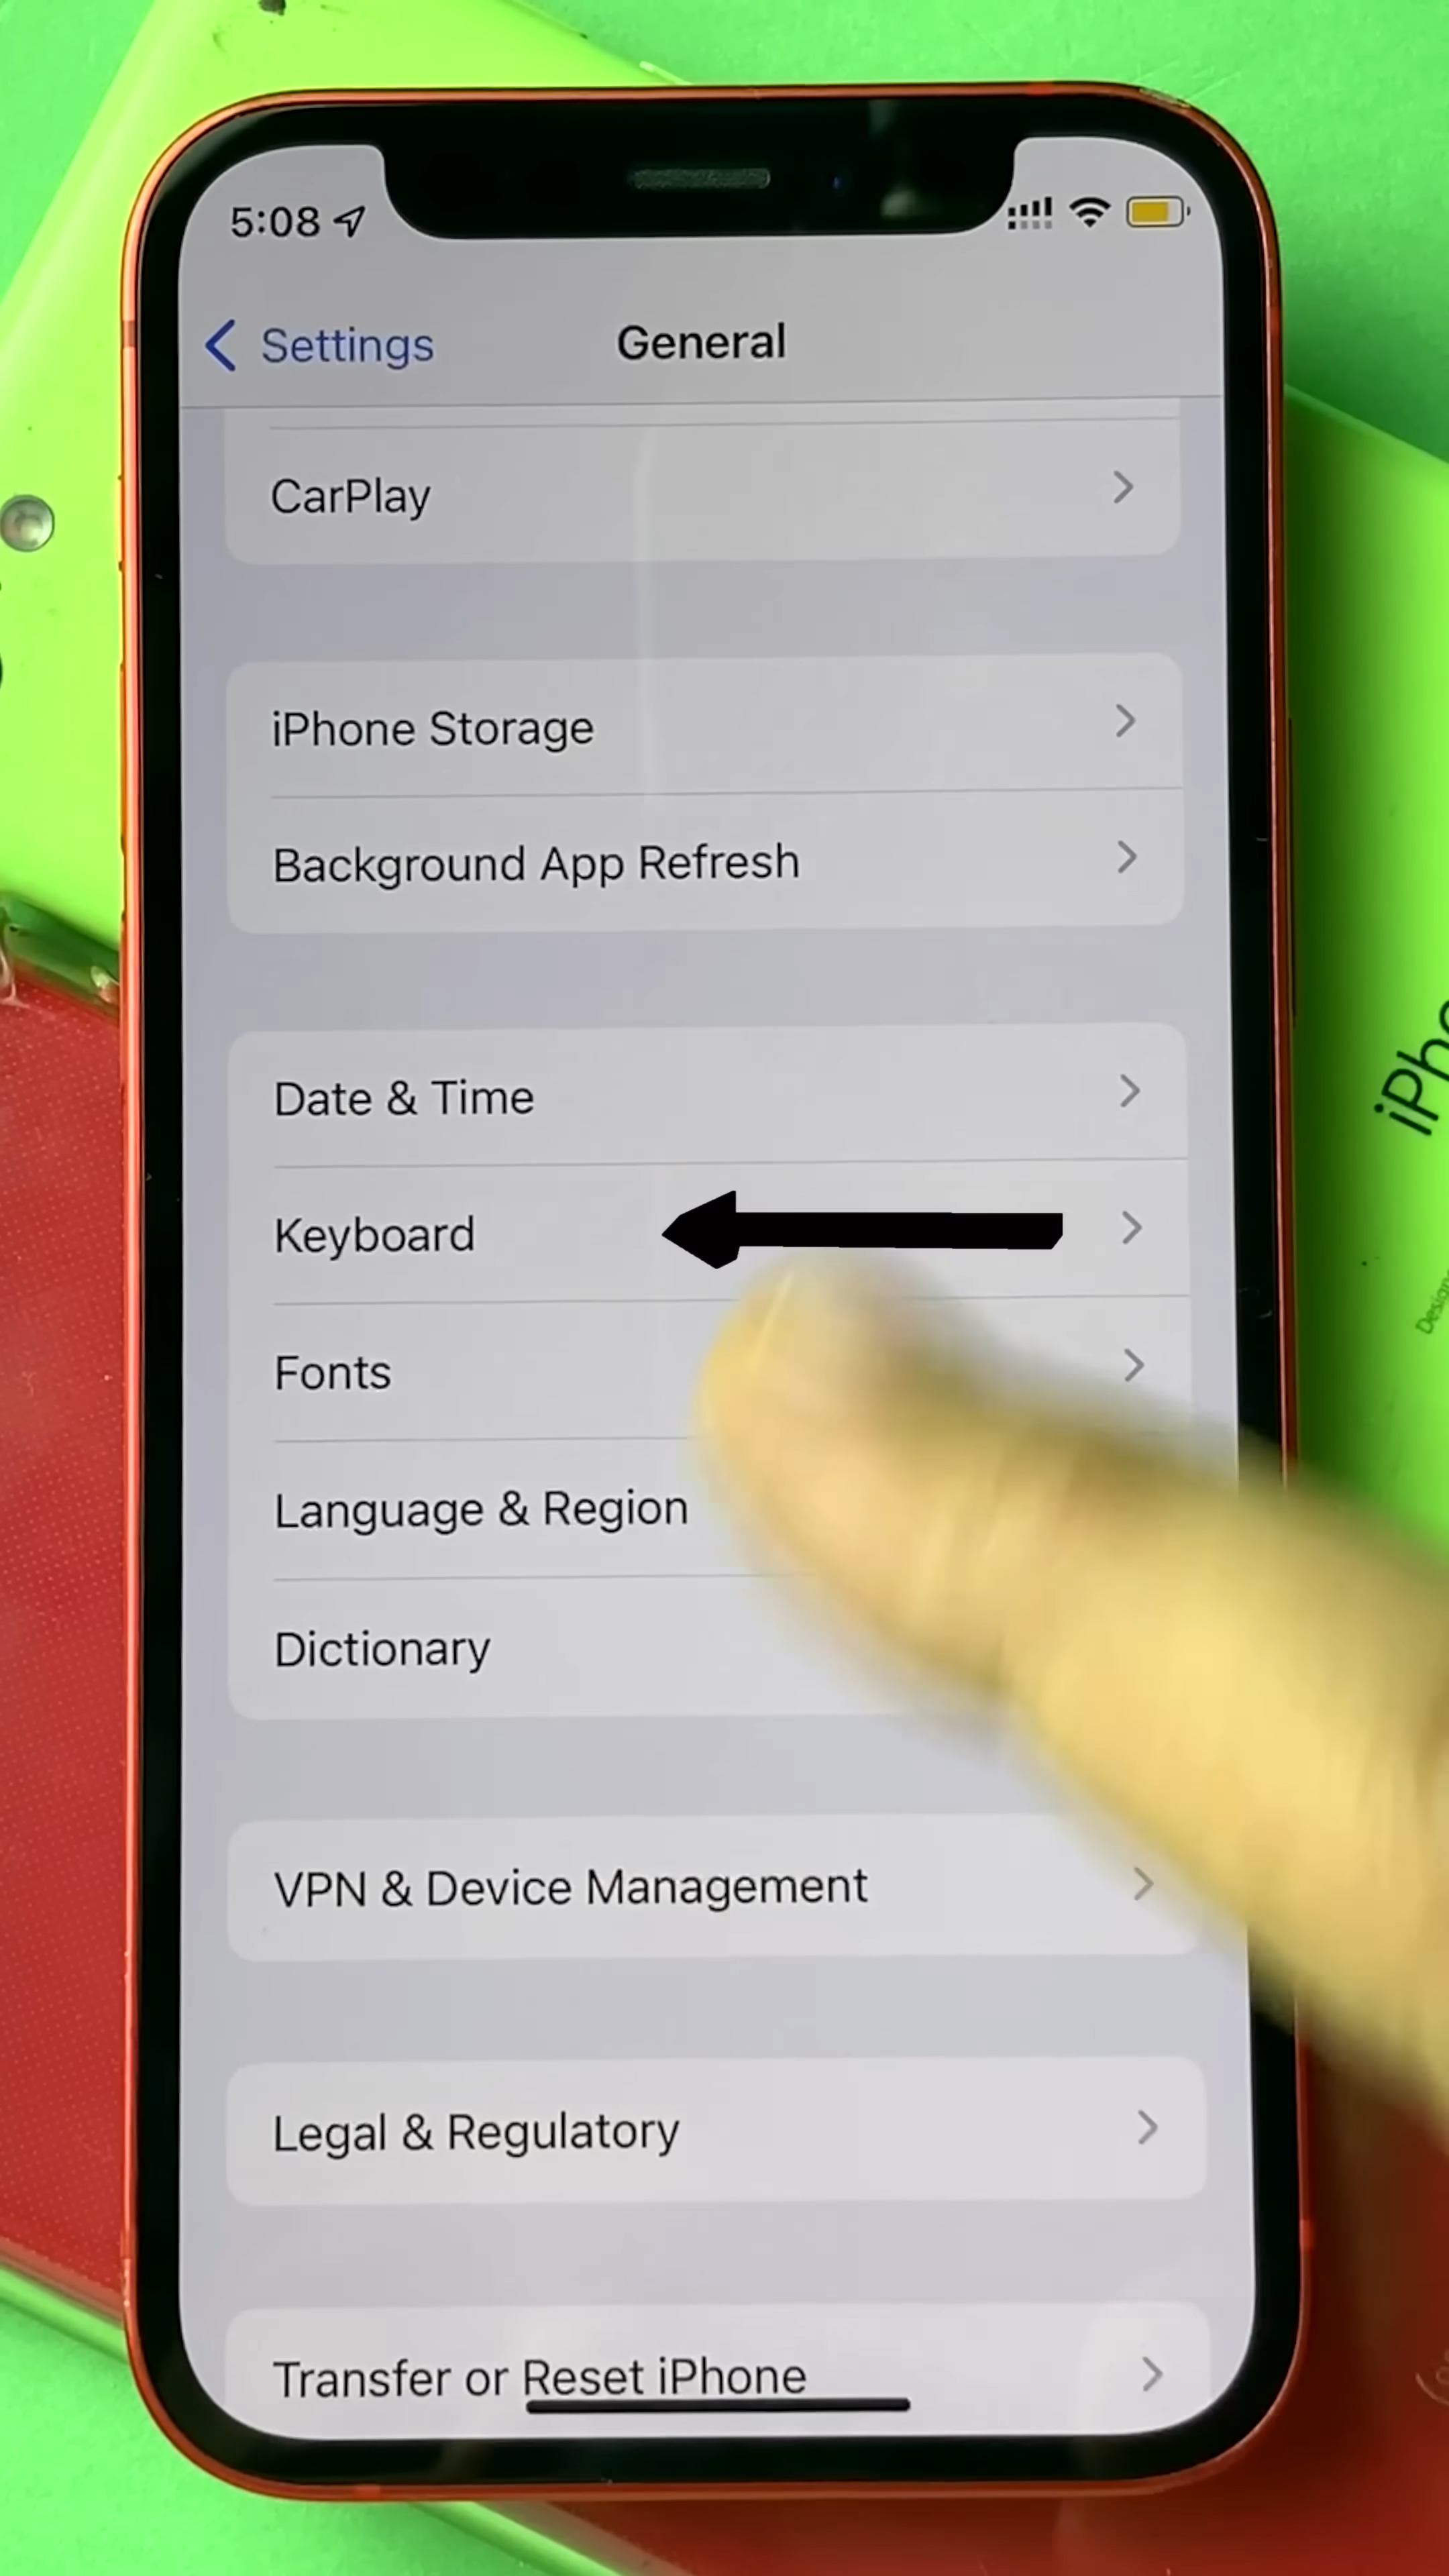 5:08
Settings
General
CarPlay
iPhone Storage
Background App Refresh
Date & Time
Keyboard
Fonts
Language & Region
Dictionary
VPN & Device Management
Legal & Regulatory
Transfer or Reset iPhone